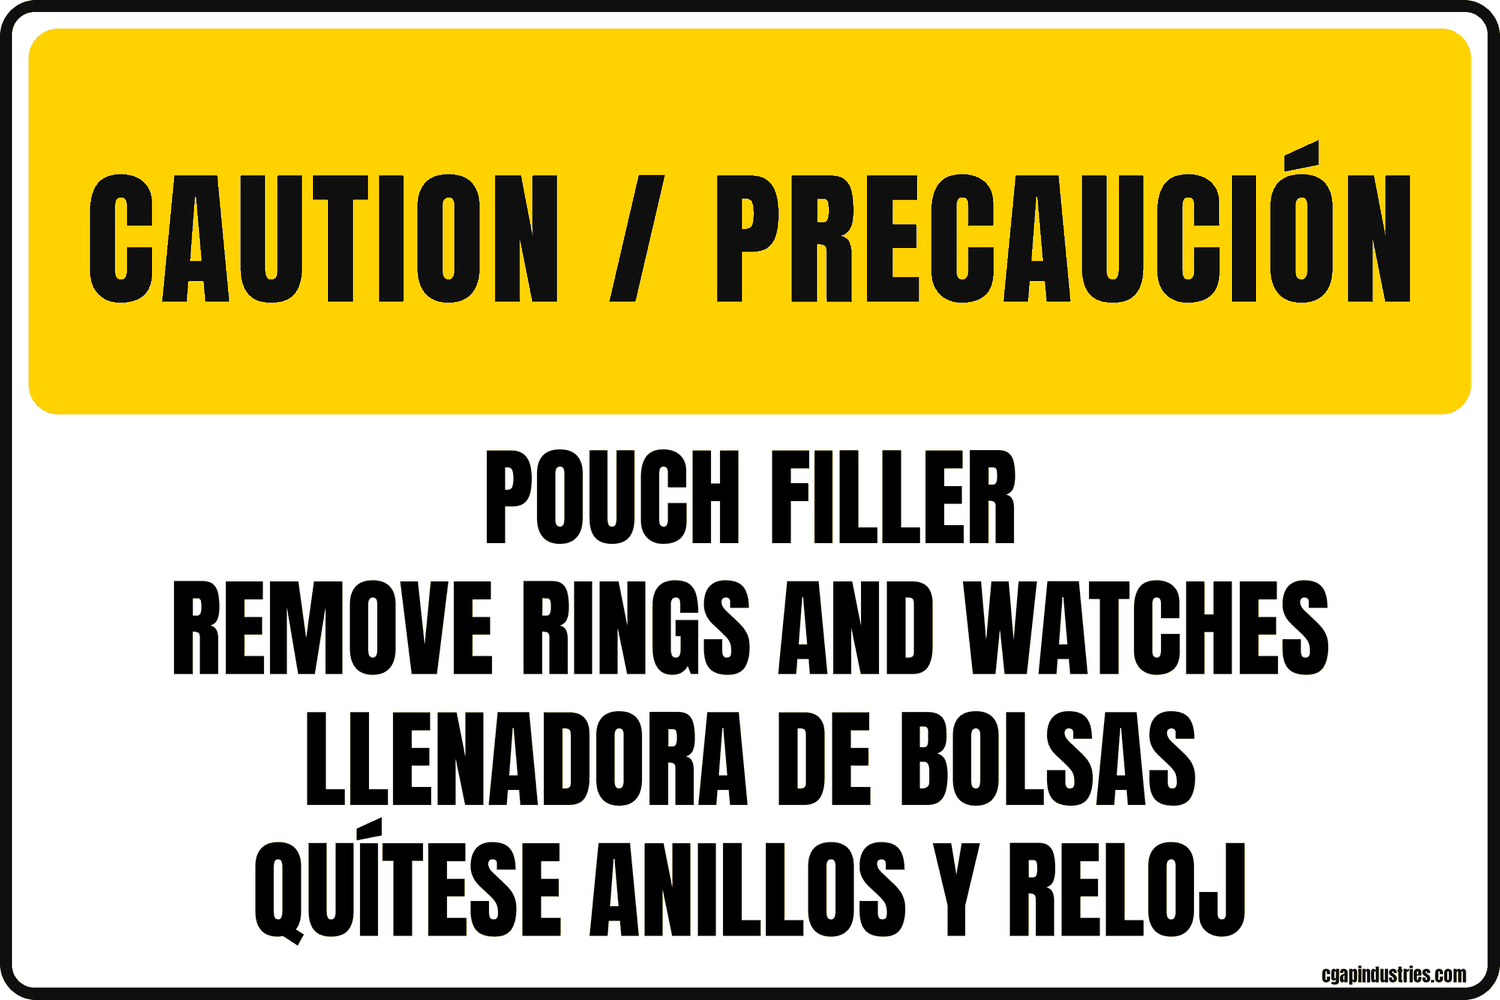 CAUTION / PRECAUCIÓN
POUCH FILLER
REMOVE RINGS AND WATCHES
LLENADORA DE BOLSAS
QUÍTESE ANILLOS Y RELOJ
cgapindustries.com